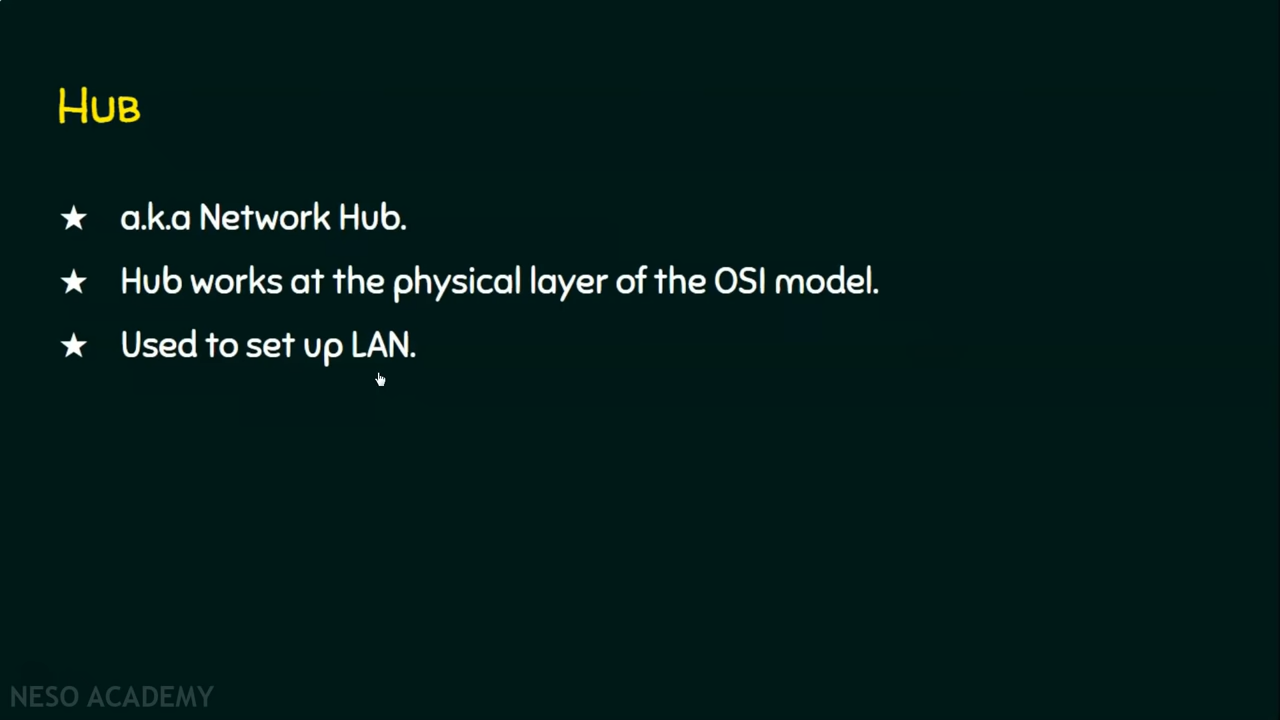 Hub
★ a.k.a Network Hub.
★ Hub works at the physical layer of the OSI model.
★ Used to set up LAN.
NESO ACADEMY